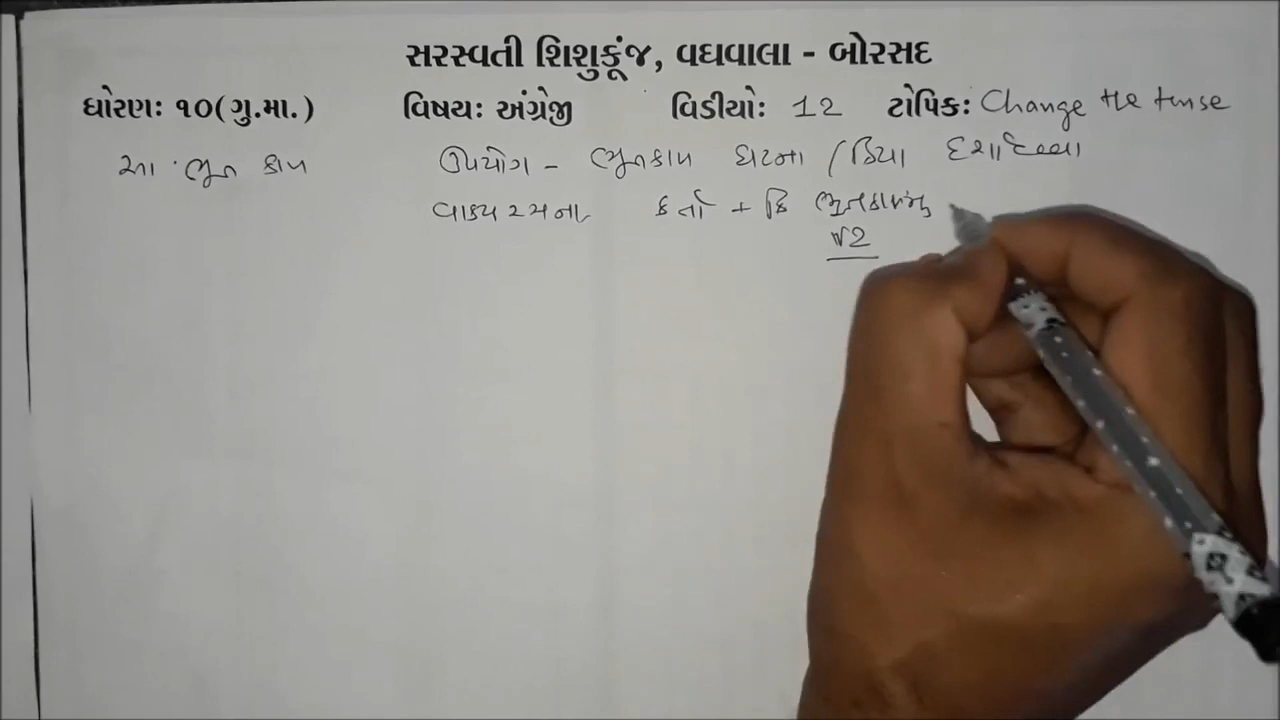 સરસ્વતી શિશુકૂંજ, વઘવાલા - બોરસદ
ધોરણઃ ૧૦(ગુ.મા.) વિષયઃ અંગ્રેજી વિડીયોઃ 12 ટોપિકઃ Change the tense
સા. ભૂત કાળ ઉપયોગ - ભૂતકાળ ઘટના / ક્રિયા દર્શાવવા
વાક્ય રચના કર્તા + ક્રિ ભૂતકાળનું
V2